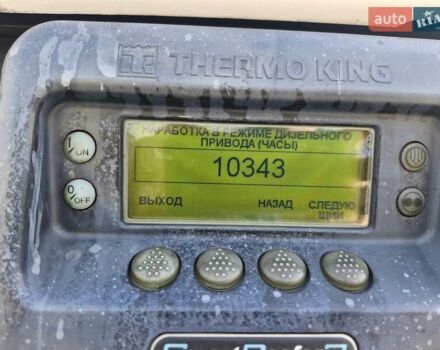 auto
RIA
THERMO KING
НАРАБОТКА В РЕЖИМЕ ДИЗЕЛЬНОГО
ПРИВОДА (ЧАСЫ)
I/ON
10343
O/OFF
ВЫХОД НАЗАД СЛЕДУЮ
ЩИЙ